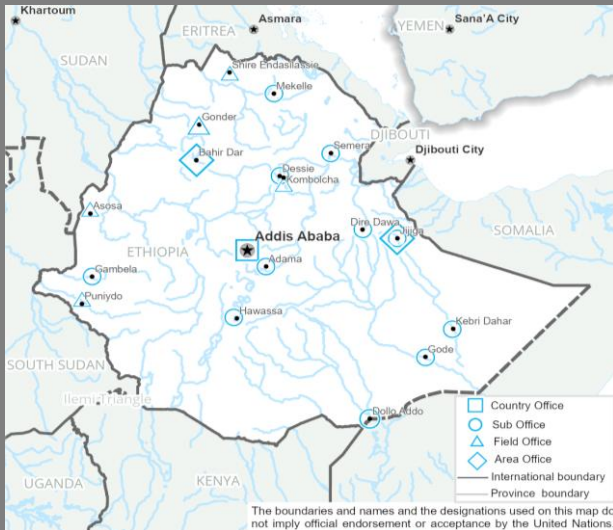 Khartoum
Asmara
ERITREA
YEMEN
Sana'A City
SUDAN
Shire Endasilassie
Mekelle
Gonder
DJIBOUTI
Semera
Djibouti City
Bahir Dar
Dessie
Kombolcha
Asosa
Dire Dawa
Jijiga
SOMALIA
Addis Ababa
ETHIOPIA
Adama
Gambela
Puniydo
Hawassa
Kebri Dahar
Gode
SOUTH SUDAN
Ilemi Triangle
Dollo Addo
UGANDA
KENYA
Country Office
Sub Office
Field Office
Area Office
International boundary
Province boundary
The boundaries and names and the designations used on this map do
not imply official endorsement or acceptance by the United Nation